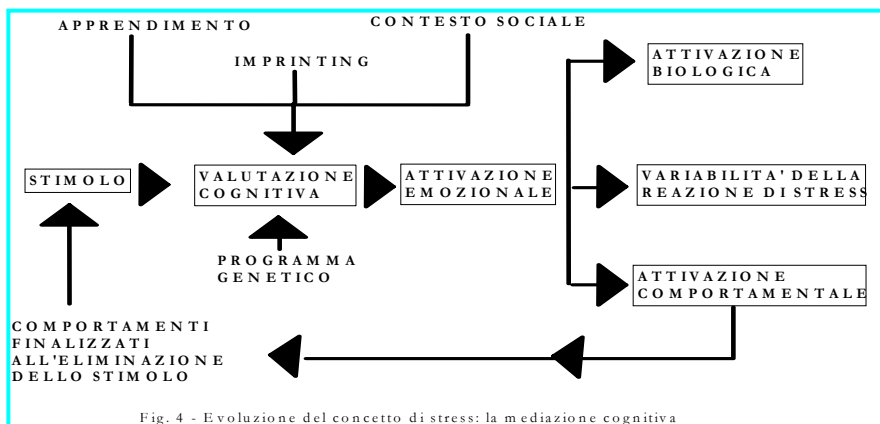 APPRENDIMENTO
CONTESTO SOCIALE
IMPRINTING
ATTIVAZIONE
BIOLOGICA
STIMOLO
VALUTAZIONE
COGNITIVA
ATTIVAZIONE
EMOZIONALE
VARIABILITA' DELLA
REAZIONE DI STRESS
PROGRAMMA
GENETICO
ATTIVAZIONE
COMPORTAMENTALE
COMPORTAMENTI
FINALIZZATI
ALL'ELIMINAZIONE
DELLO STIMOLO
Fig. 4 - Evoluzione del concetto di stress: la mediazione cognitiva